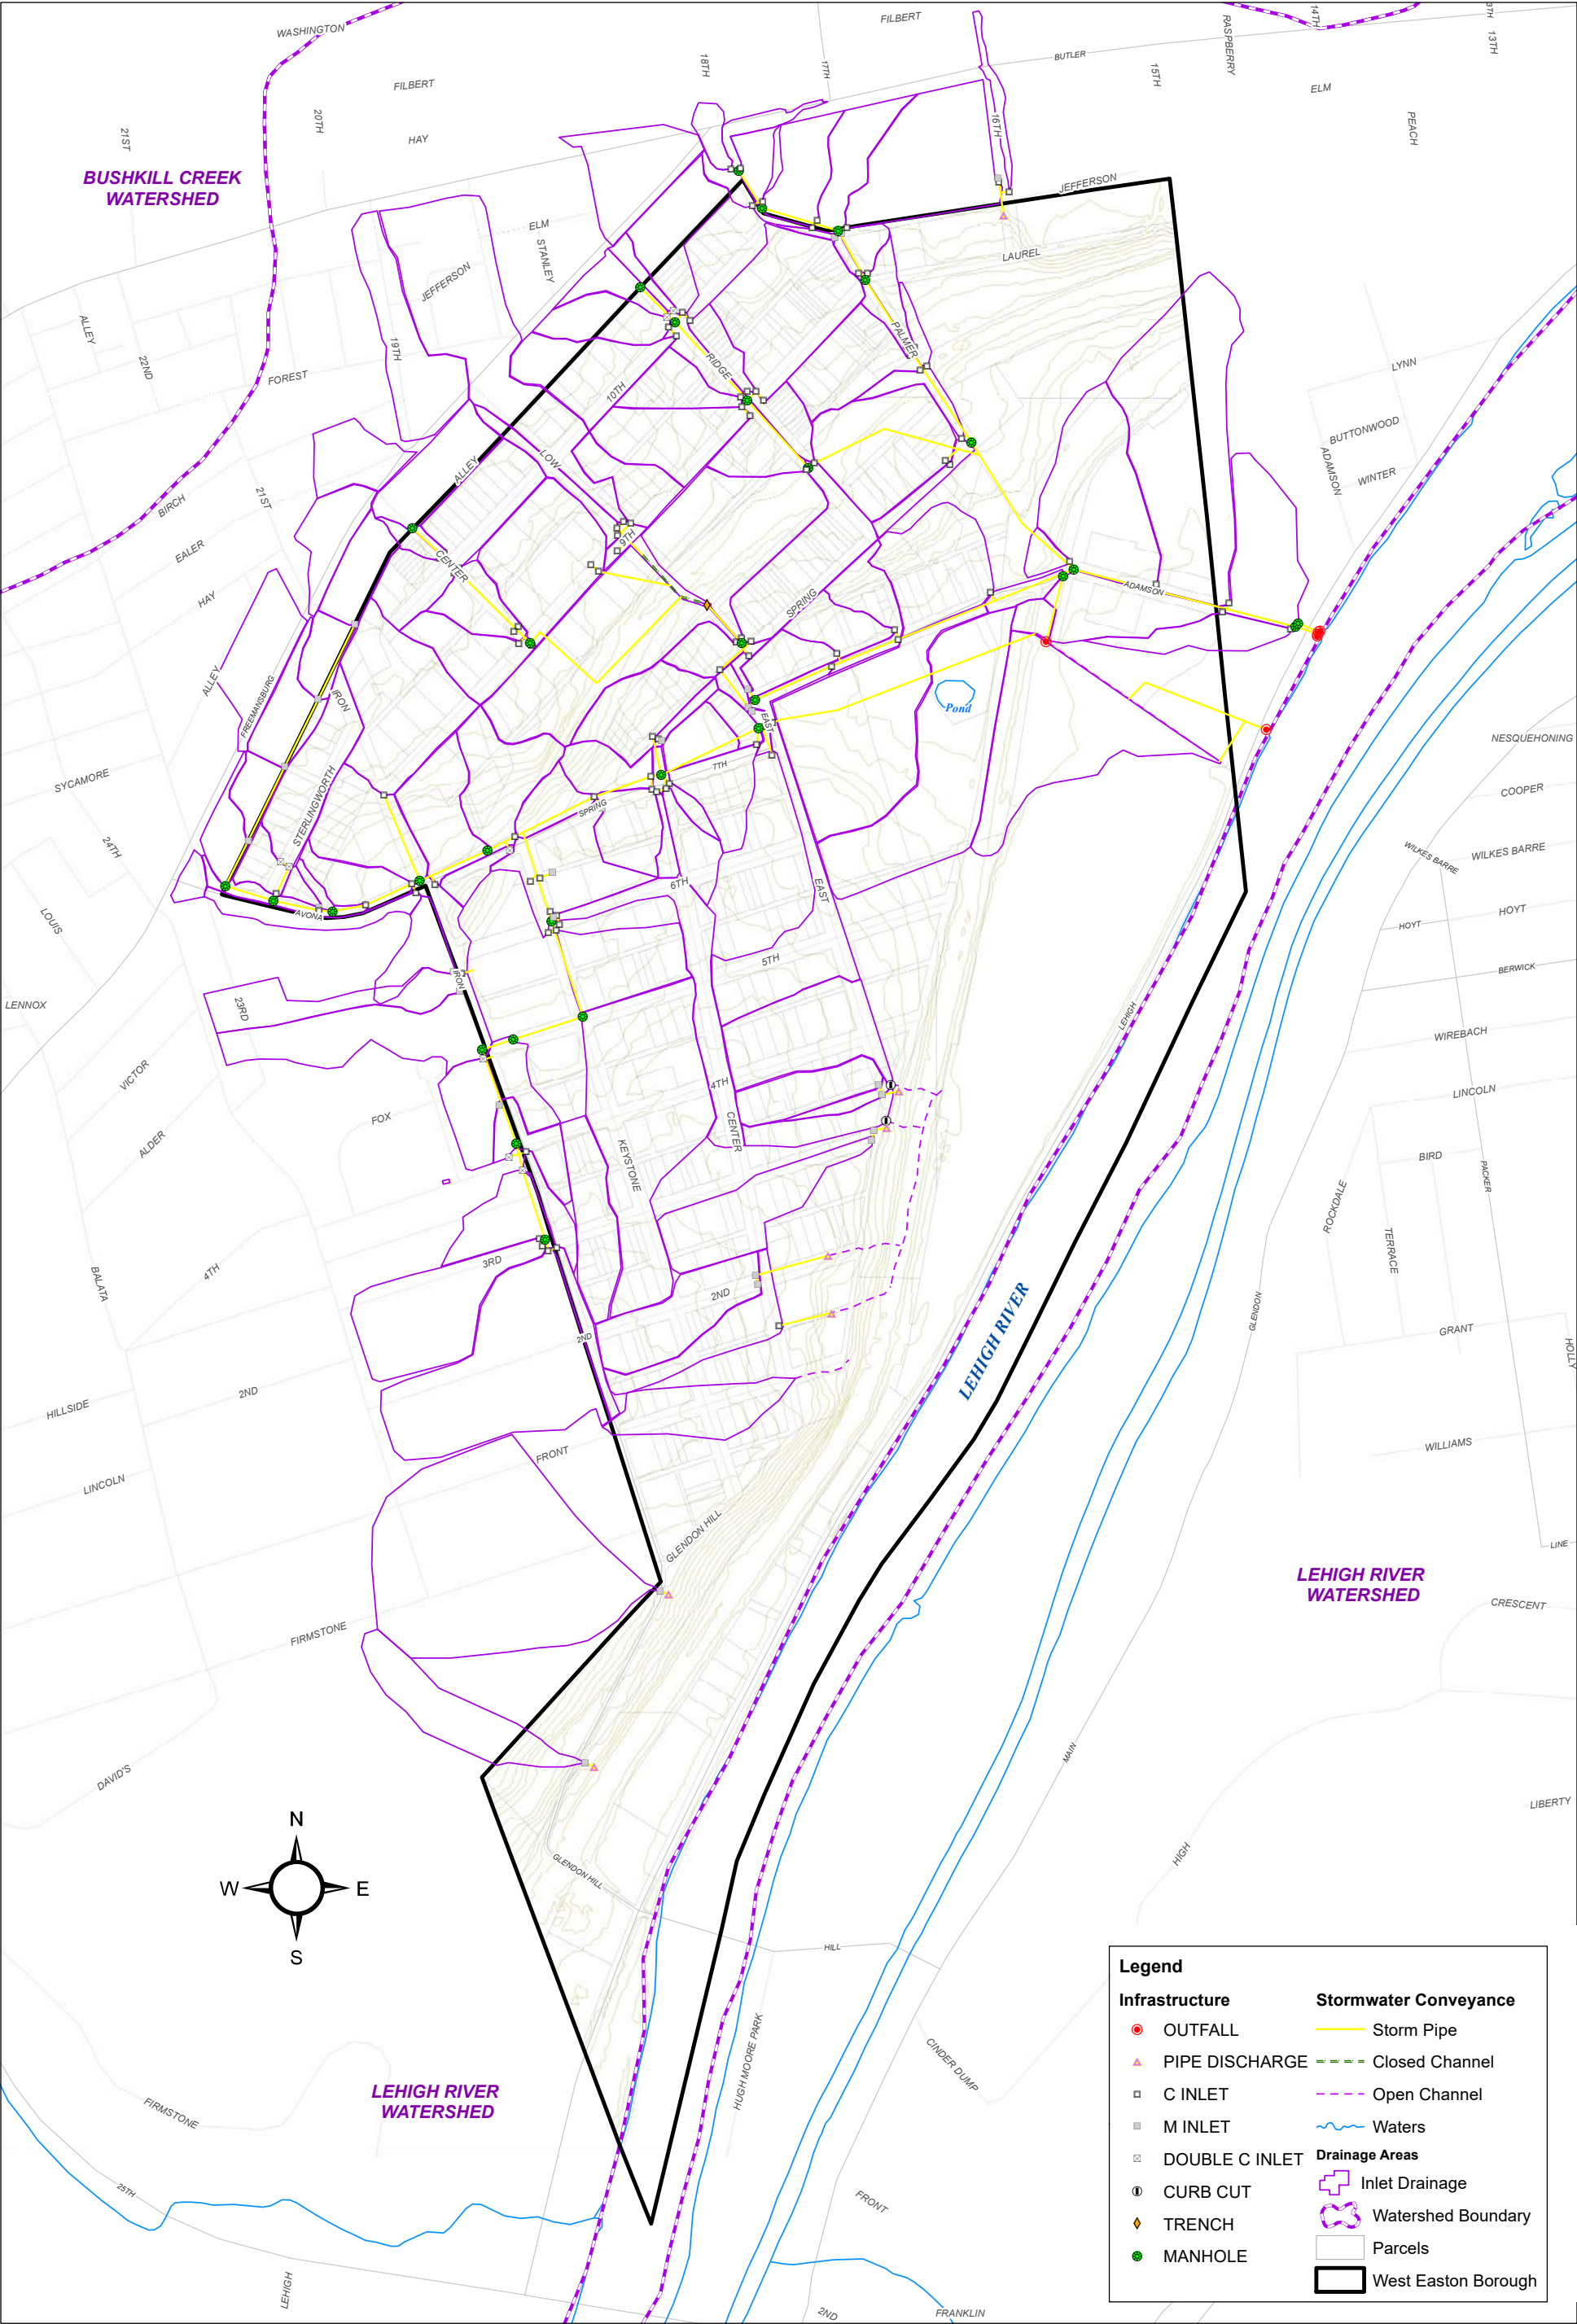 WASHINGTON
FILBERT
FILBERT
18TH
17TH
BUTLER
15TH
RASPBERRY
14TH
13TH
13TH
ELM
PEACH
FILBERT
HAY
20TH
21ST
16TH
BUSHKILL CREEK
WATERSHED
JEFFERSON
ELM
STANLEY
JEFFERSON
LAUREL
ALLEY
22ND
19TH
FOREST
PALMER
RIDGE
10TH
LYNN
BUTTONWOOD
WINTER
ADAMSON
LOW
ALLEY
BIRCH
21ST
EALER
HAY
9TH
CENTER
SPRING
ADAMSON
ALLEY
FREEMANSBURG
IRON
Pond
EAST
NESQUEHONING
SYCAMORE
7TH
COOPER
SPRING
STERLINGWORTH
24TH
WILKES BARRE
WILKES BARRE
6TH
EAST
LOUIS
AVONA
HOYT
HOYT
5TH
BERWICK
IRON
LENNOX
23RD
LEHIGH
WIREBACH
VICTOR
4TH
LINCOLN
FOX
CENTER
ALDER
KEYSTONE
BIRD
PACKER
ROCKDALE
TERRACE
3RD
4TH
BALATA
2ND
LEHIGH RIVER
GLENDON
GRANT
HOLLY
2ND
2ND
HILLSIDE
FRONT
WILLIAMS
LINCOLN
GLENDON HILL
LINE
LEHIGH RIVER
WATERSHED
CRESCENT
FIRMSTONE
MAIN
DAVID'S
LIBERTY
N
W
E
S
GLENDON HILL
HIGH
HILL
HUGH MOORE PARK
CINDER DUMP
LEHIGH RIVER
WATERSHED
FIRMSTONE
25TH
FRONT
LEHIGH
2ND
FRANKLIN
Legend
Infrastructure
OUTFALL
PIPE DISCHARGE
C INLET
M INLET
DOUBLE C INLET
CURB CUT
TRENCH
MANHOLE
Stormwater Conveyance
Storm Pipe
Closed Channel
Open Channel
Waters
Drainage Areas
Inlet Drainage
Watershed Boundary
Parcels
West Easton Borough